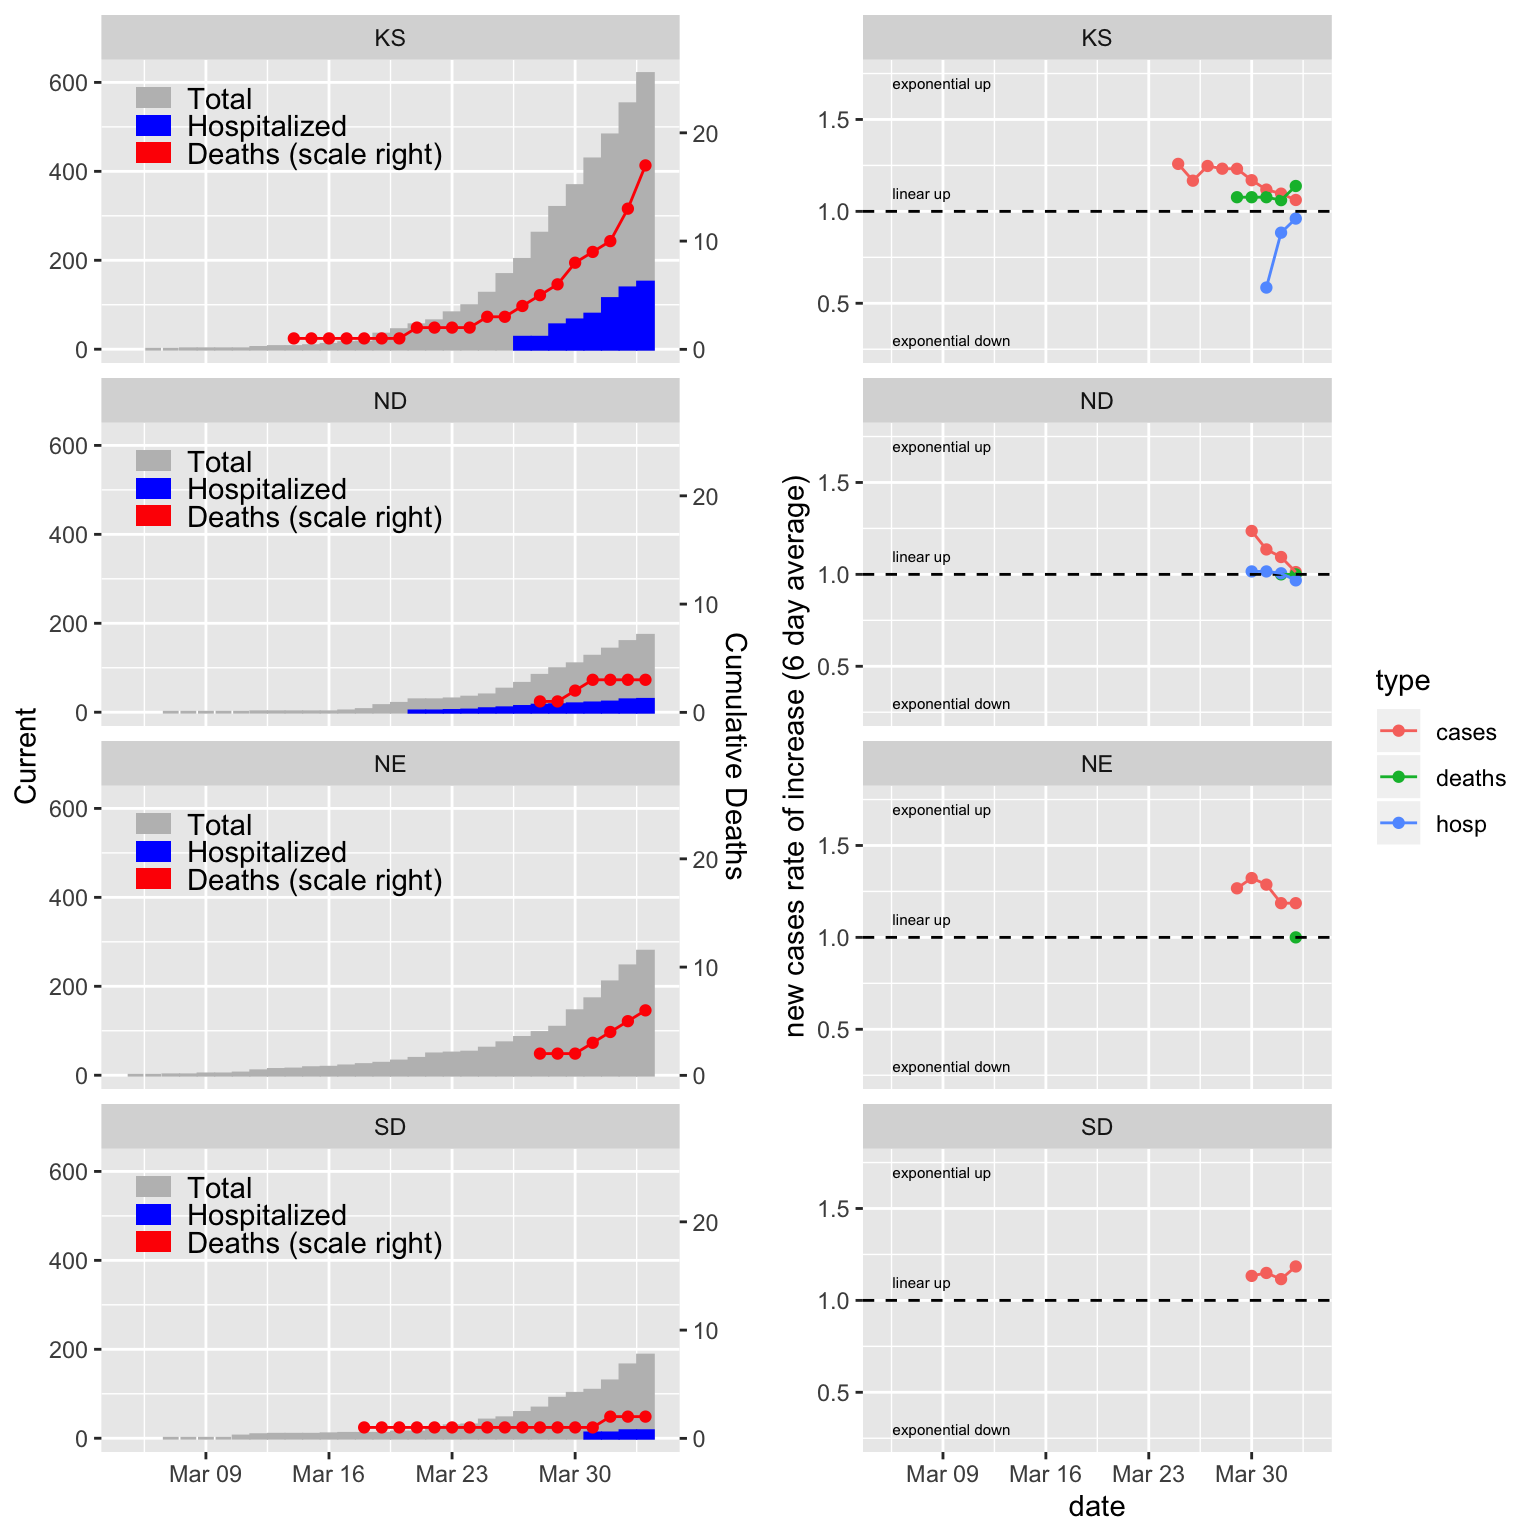 KS
600
400
200
0
Total
Hospitalized
Deaths (scale right)
20
10
0
ND
600
400
200
0
Total
Hospitalized
Deaths (scale right)
20
10
0
NE
600
400
200
0
Total
Hospitalized
Deaths (scale right)
20
10
0
SD
600
400
200
0
Total
Hospitalized
Deaths (scale right)
20
10
0
Mar 09 Mar 16 Mar 23 Mar 30
Current
Cumulative Deaths
KS
1.5
1.0
0.5
exponential up
linear up
exponential down
ND
1.5
1.0
0.5
exponential up
linear up
exponential down
NE
1.5
1.0
0.5
exponential up
linear up
exponential down
SD
1.5
1.0
0.5
exponential up
linear up
exponential down
Mar 09 Mar 16 Mar 23 Mar 30
date
new cases rate of increase (6 day average)
type
cases
deaths
hosp